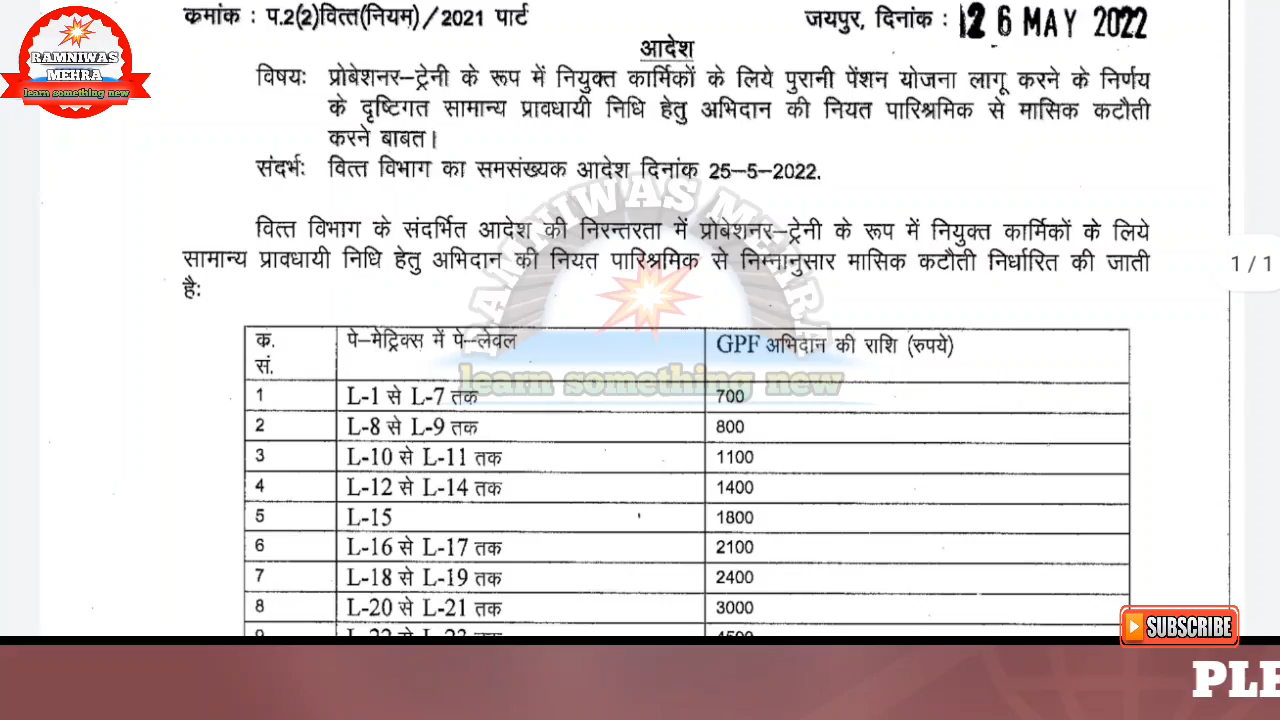 क्रमांक : प.2(2)वित्त(नियम)/2021 पार्ट
जयपुर, दिनांक : 26 MAY 2022
RAMNIWAS
MEHRA
learn something new
आदेश
विषयः प्रोबेशनर-ट्रेनी के रूप में नियुक्त कार्मिकों के लिये पुरानी पेंशन योजना लागू करने के निर्णय
के दृष्टिगत सामान्य प्रावधायी निधि हेतु अभिदान की नियत पारिश्रमिक से मासिक कटौती
करने बाबत।
संदर्भः वित्त विभाग का समसंख्यक आदेश दिनांक 25-5-2022.
RAMNIWAS MEHRA
वित्त विभाग के संदर्भित आदेश की निरन्तरता में प्रोबेशनर-ट्रेनी के रूप में नियुक्त कार्मिकों के लिये
सामान्य प्रावधायी निधि हेतु अभिदान की नियत पारिश्रमिक से निम्नानुसार मासिक कटौती निर्धारित की जाती
हैः
1 / 1
क. सं. पे-मेट्रिक्स में पे-लेवल GPF अभिदान की राशि (रुपये)
learn something new
1 L-1 से L-7 तक 700
2 L-8 से L-9 तक 800
3 L-10 से L-11 तक 1100
4 L-12 से L-14 तक 1400
5 L-15 1800
6 L-16 से L-17 तक 2100
7 L-18 से L-19 तक 2400
8 L-20 से L-21 तक 3000
SUBSCRIBE